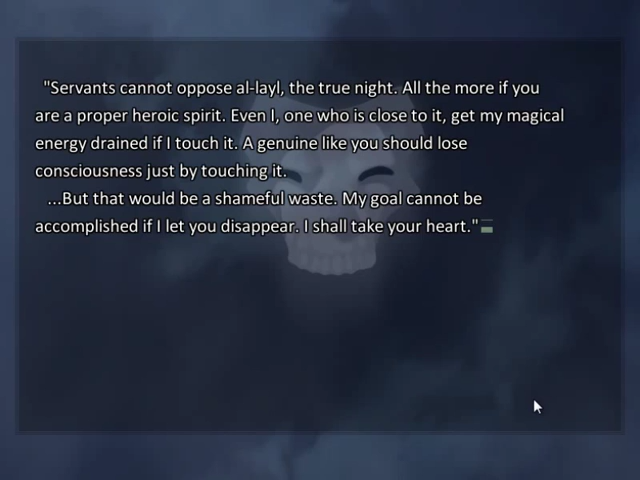 "Servants cannot oppose al-layl, the true night. All the more if you
are a proper heroic spirit. Even I, one who is close to it, get my magical
energy drained if I touch it. A genuine like you should lose
consciousness just by touching it.
...But that would be a shameful waste. My goal cannot be
accomplished if I let you disappear. I shall take your heart."